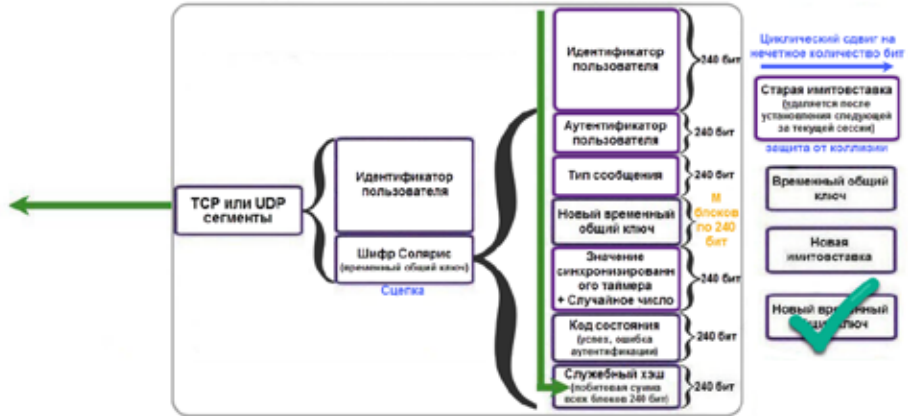 TCP или UDP
сегменты
Идентификатор
пользователя
Шифр Солярис
(временный общий ключ)
Сцепка
Идентификатор
пользователя
240 бит
Аутентификатор
пользователя
240 бит
Тип сообщения
240 бит
Новый временный
общий ключ
М
блоков
по 240
бит
Значение
синхронизированн
ого таймера
+ Случайное число
240 бит
Код состояния
(успех, ошибка
аутентификации)
240 бит
Служебный хэш
(побитовая сумма
всех блоков 240 бит)
240 бит
Циклический сдвиг на
нечетное количество бит
Старая имитовставка
(удаляется после
установления следующей
за текущей сессии)
защита от коллизии
Временный общий
ключ
Новая
имитовставка
Новый временный
общий ключ